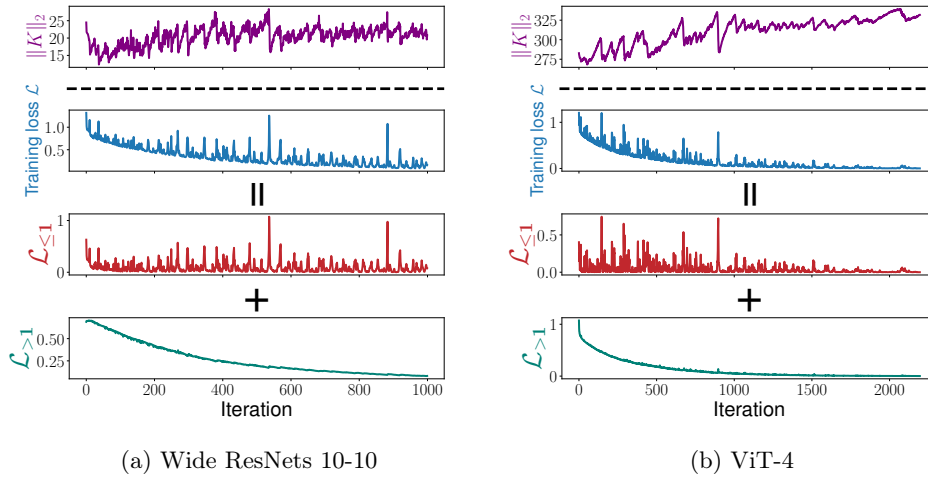 ‖K‖₂
25
20
15
Training loss ℒ
1.0
0.5
=
ℒ≤1
1
0
+
ℒ>1
0.50
0.25
0 200 400 600 800 1000
Iteration
(a) Wide ResNets 10-10
‖K‖₂
325
300
275
Training loss ℒ
1
0
=
ℒ≤1
0.5
0.0
+
ℒ>1
1
0
0 500 1000 1500 2000
Iteration
(b) ViT-4